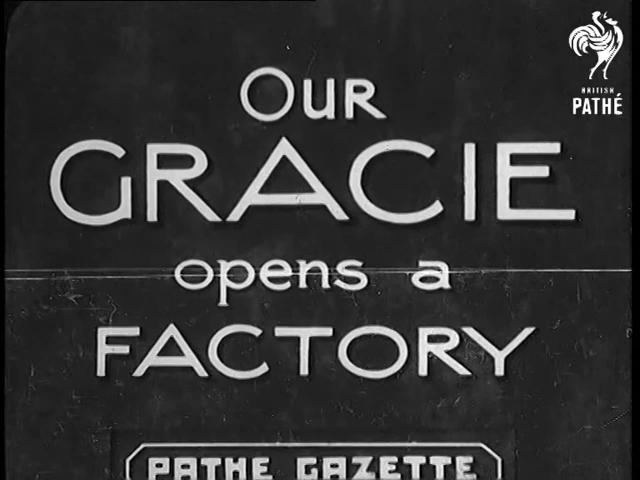 Our
GRACIE
opens a
FACTORY
PATHE GAZETTE
BRITISH
PATHÉ